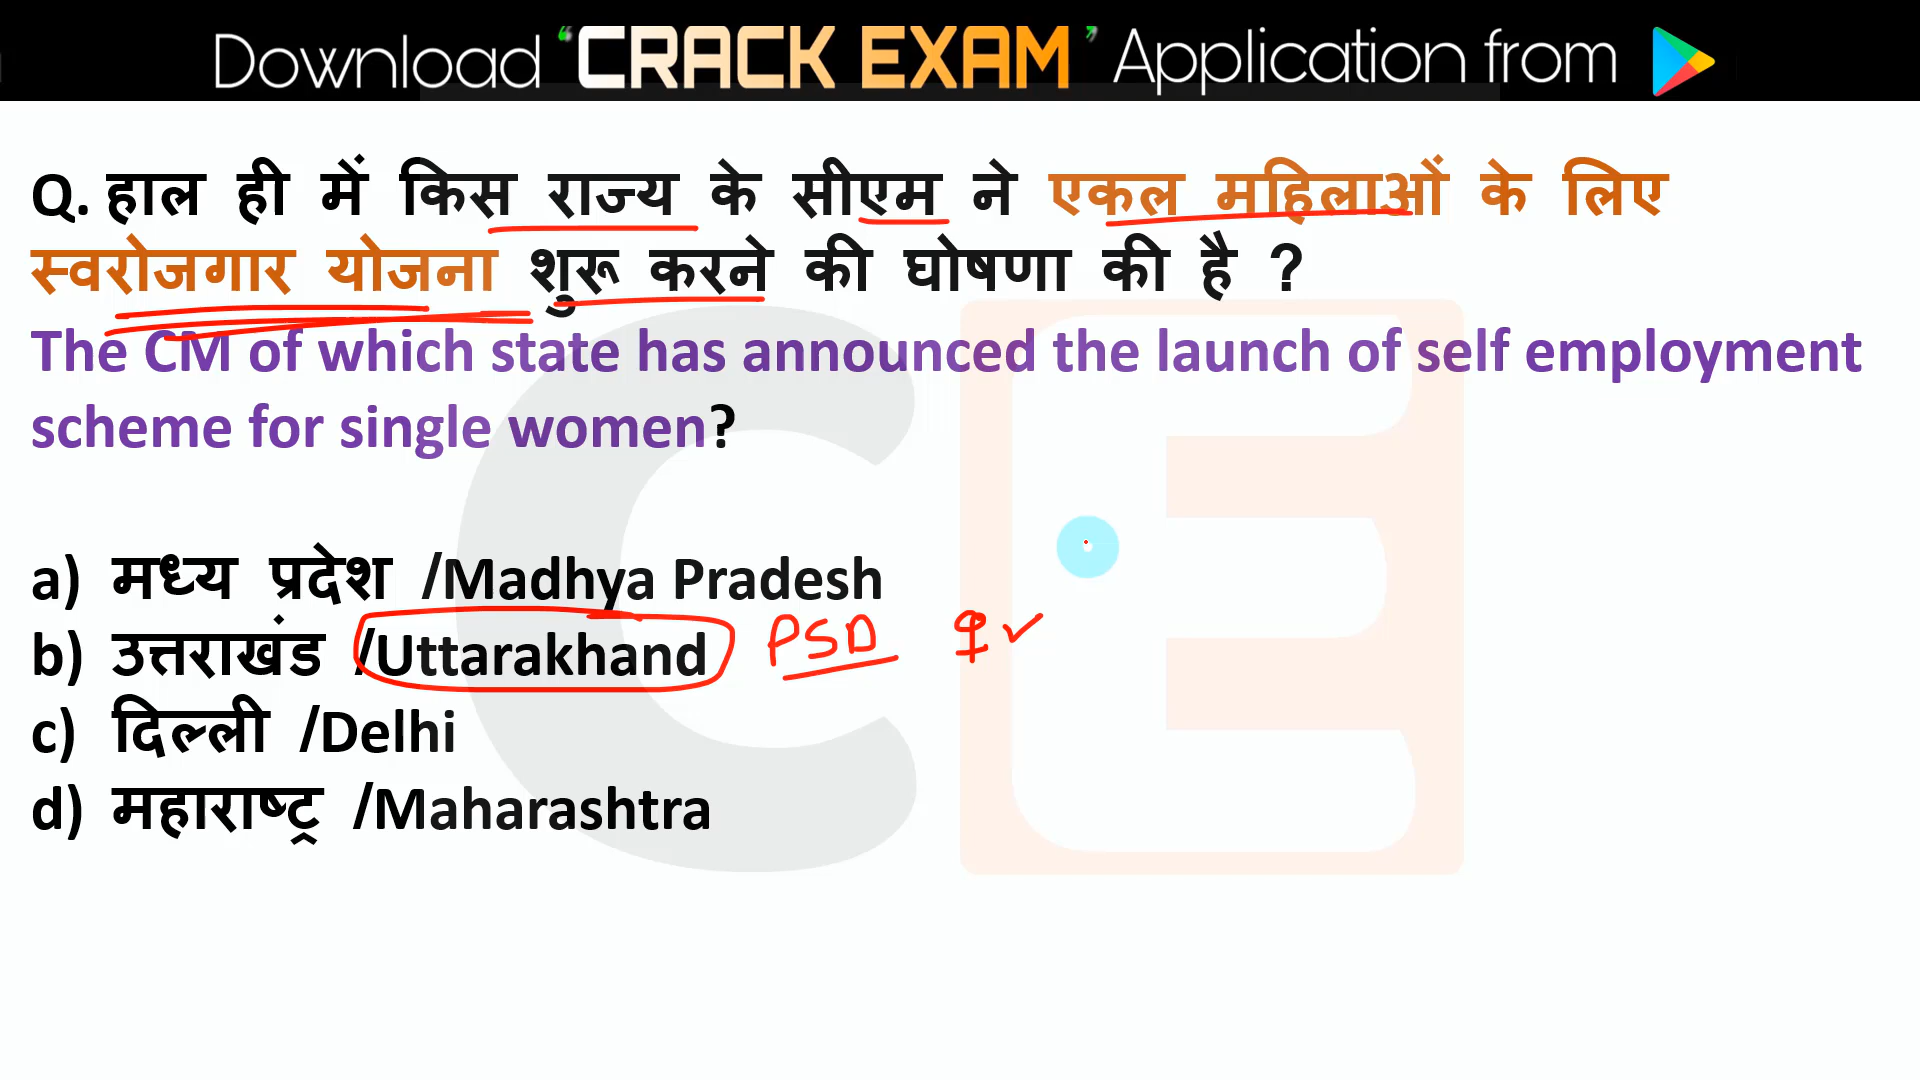 Download “CRACK EXAM” Application from
Q. हाल ही में किस राज्य के सीएम ने एकल महिलाओं के लिए
स्वरोजगार योजना शुरू करने की घोषणा की है ?
The CM of which state has announced the launch of self employment
scheme for single women?
a) मध्य प्रदेश /Madhya Pradesh
b) उत्तराखंड /Uttarakhand PSD
c) दिल्ली /Delhi
d) महाराष्ट्र /Maharashtra
CE